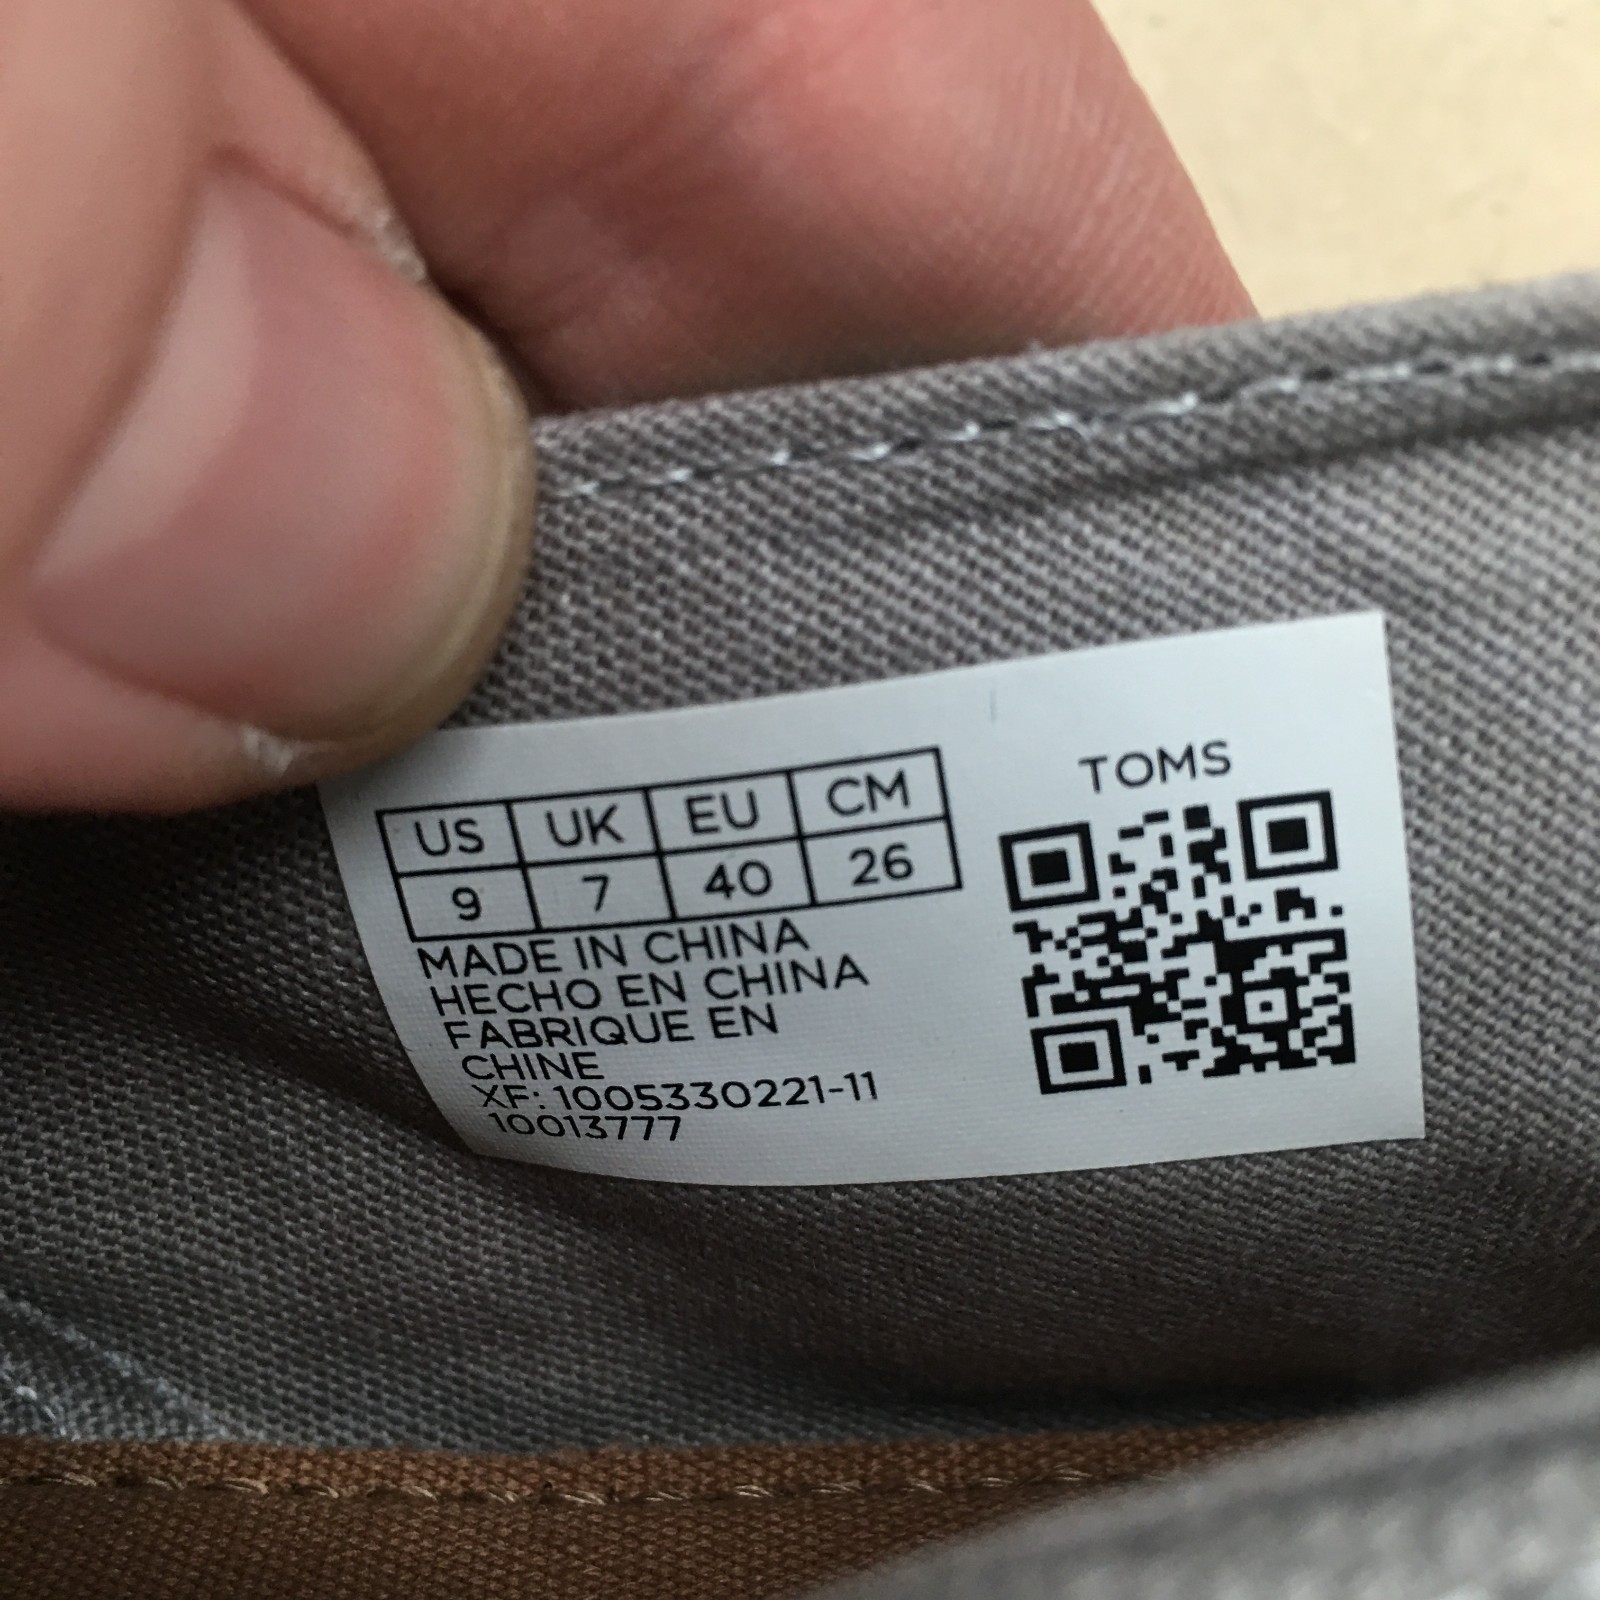 US UK EU CM
9 7 40 26
MADE IN CHINA
HECHO EN CHINA
FABRIQUE EN
CHINE
XF: 1005330221-11
10013777
TOMS